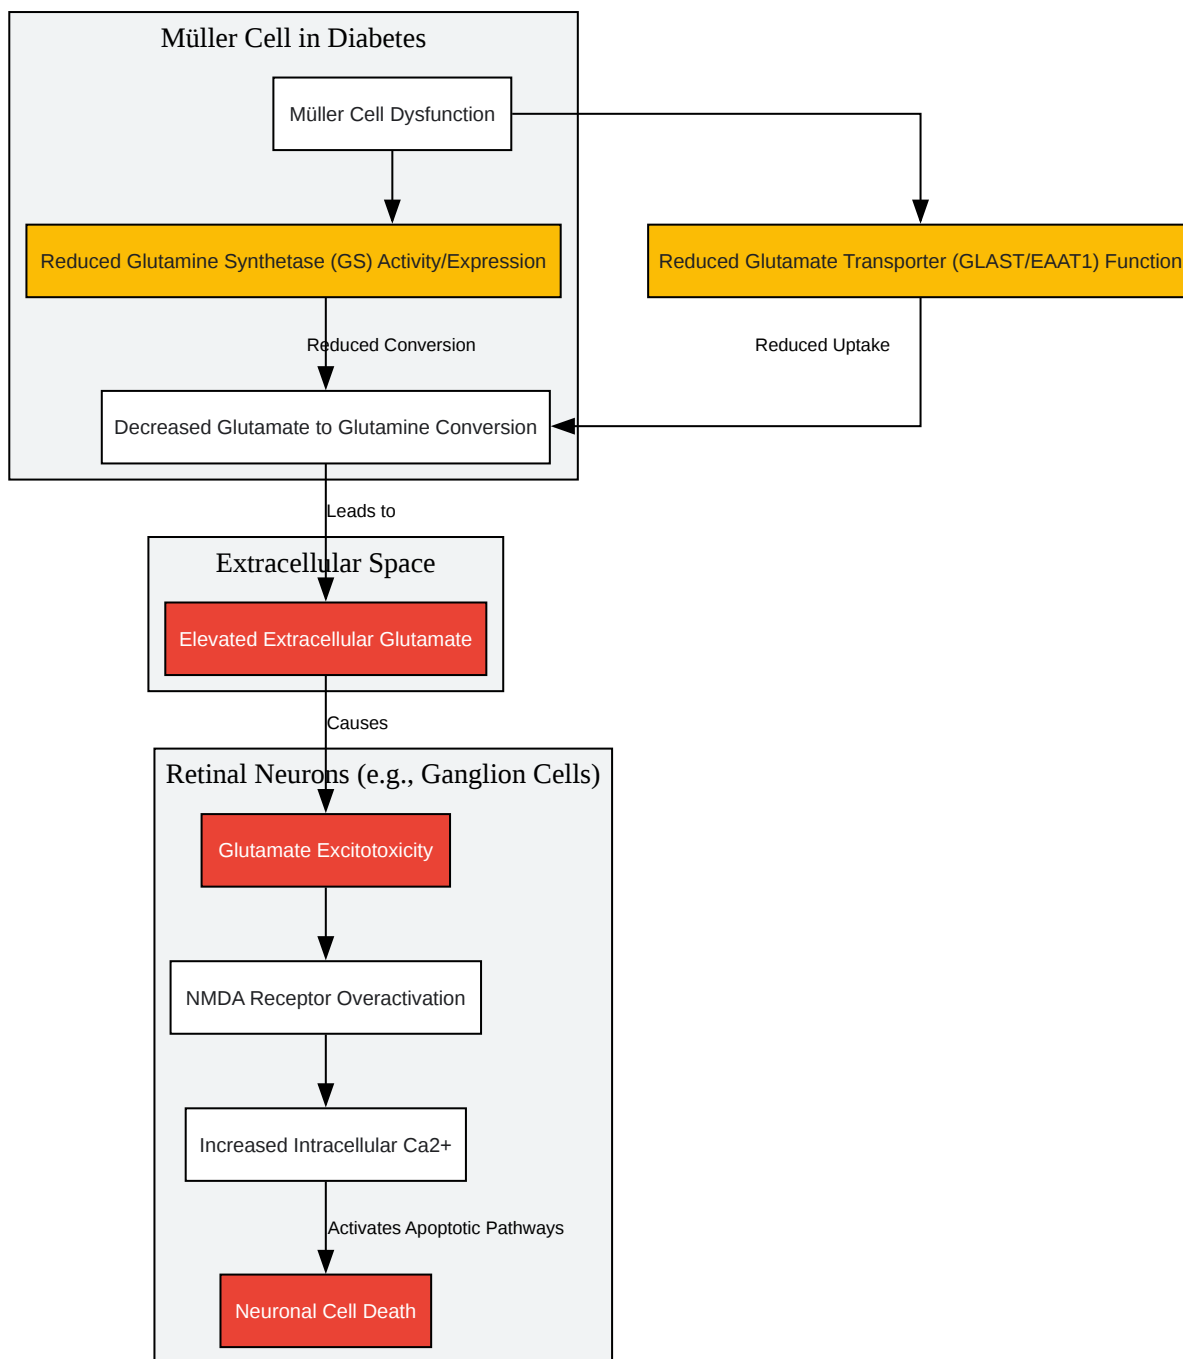 Müller Cell in Diabetes
Müller Cell Dysfunction
Reduced Glutamine Synthetase (GS) Activity/Expression
Reduced Glutamate Transporter (GLAST/EAAT1) Function
Reduced Conversion
Reduced Uptake
Decreased Glutamate to Glutamine Conversion
Leads to
Extracellular Space
Elevated Extracellular Glutamate
Causes
Retinal Neurons (e.g., Ganglion Cells)
Glutamate Excitotoxicity
NMDA Receptor Overactivation
Increased Intracellular Ca2+
Activates Apoptotic Pathways
Neuronal Cell Death